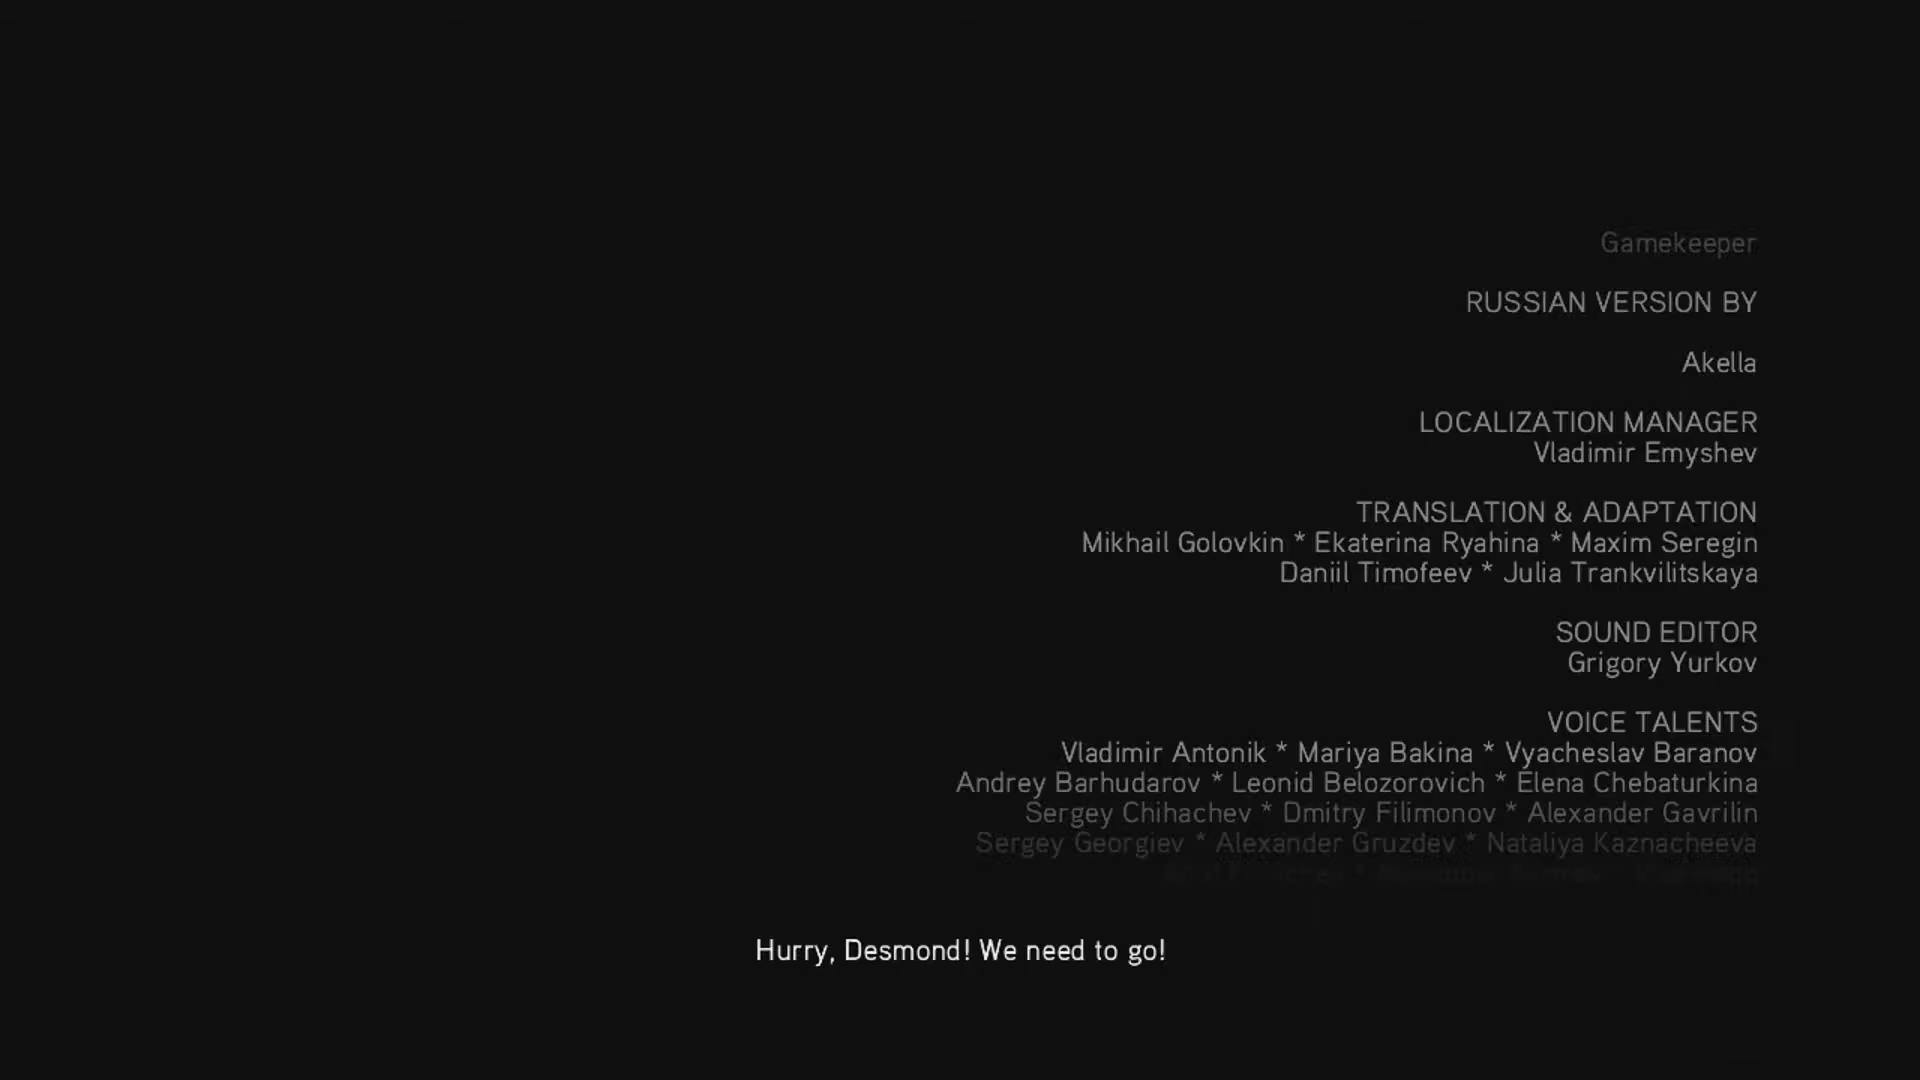 Gamekeeper
RUSSIAN VERSION BY
Akella
LOCALIZATION MANAGER
Vladimir Emyshev
TRANSLATION & ADAPTATION
Mikhail Golovkin * Ekaterina Ryahina * Maxim Seregin
Daniil Timofeev * Julia Trankvilitskaya
SOUND EDITOR
Grigory Yurkov
VOICE TALENTS
Vladimir Antonik * Mariya Bakina * Vyacheslav Baranov
Andrey Barhudarov * Leonid Belozorovich * Elena Chebaturkina
Sergey Chihachev * Dmitry Filimonov * Alexander Gavrilin
Sergey Georgiev * Alexander Gruzdev * Nataliya Kaznacheeva
Hurry, Desmond! We need to go!